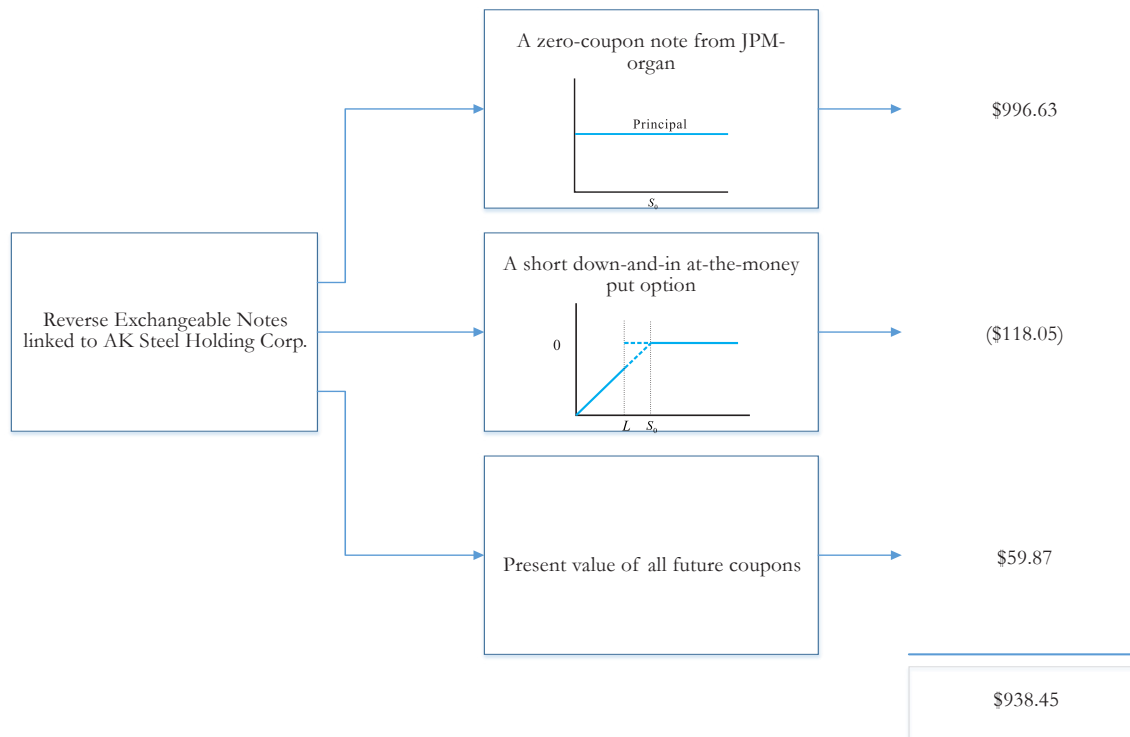 A zero-coupon note from JPM-
organ
Principal
S₀
$996.63
Reverse Exchangeable Notes
linked to AK Steel Holding Corp.
A short down-and-in at-the-money
put option
0
L S₀
($118.05)
Present value of all future coupons
$59.87
$938.45